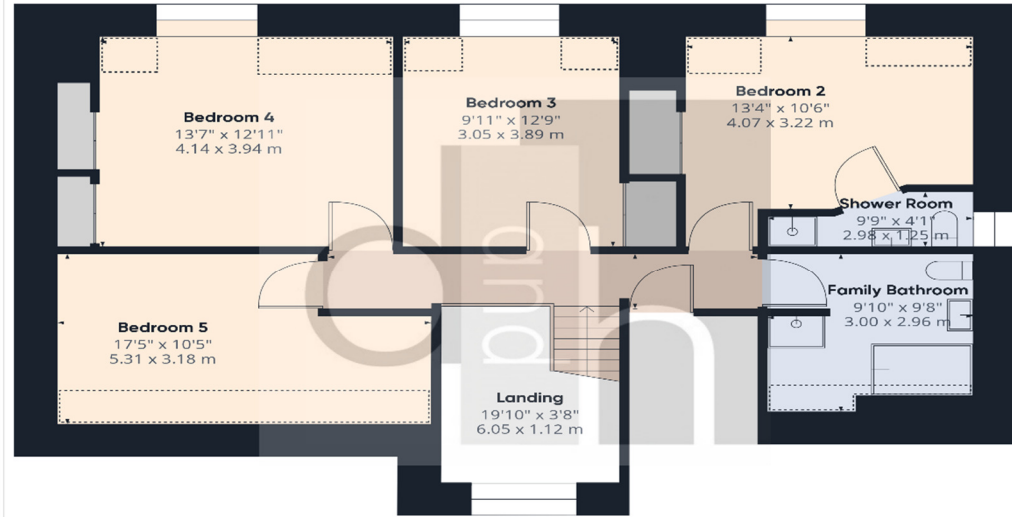 Bedroom 4
13'7" x 12'11"
4.14 x 3.94 m
Bedroom 3
9'11" x 12'9"
3.05 x 3.89 m
Bedroom 2
13'4" x 10'6"
4.07 x 3.22 m
Shower Room
9'9" x 4'1"
2.98 x 1.25 m
Family Bathroom
9'10" x 9'8"
3.00 x 2.96 m
Bedroom 5
17'5" x 10'5"
5.31 x 3.18 m
Landing
19'10" x 3'8"
6.05 x 1.12 m
and